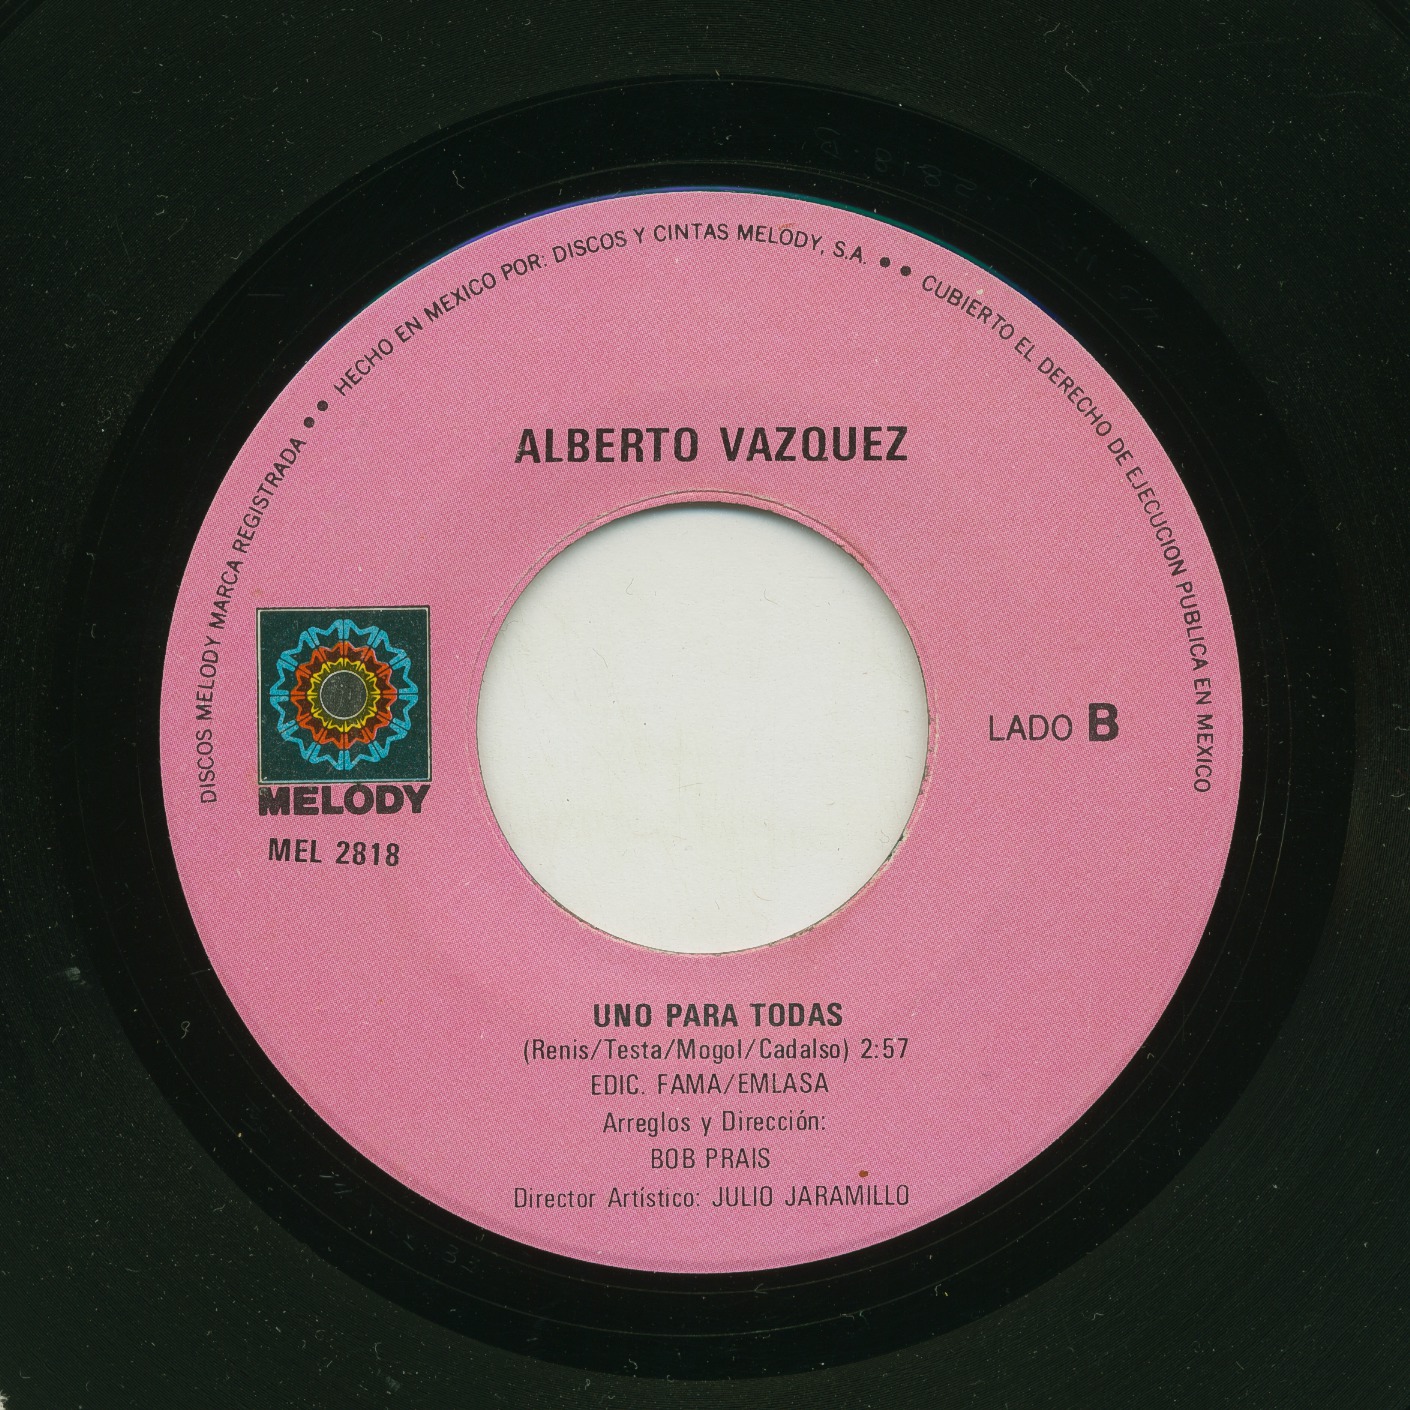 DISCOS MELODY MARCA REGISTRADA •• HECHO EN MEXICO POR: DISCOS Y CINTAS MELODY, S.A. •• CUBIERTO EL DERECHO DE EJECUCION PUBLICA EN MEXICO
ALBERTO VAZQUEZ
MELODY
MEL 2818
LADO B
UNO PARA TODAS
(Renis/Testa/Mogol/Cadalso) 2:57
EDIC. FAMA/EMLASA
Arreglos y Dirección:
BOB PRAIS
Director Artístico: JULIO JARAMILLO